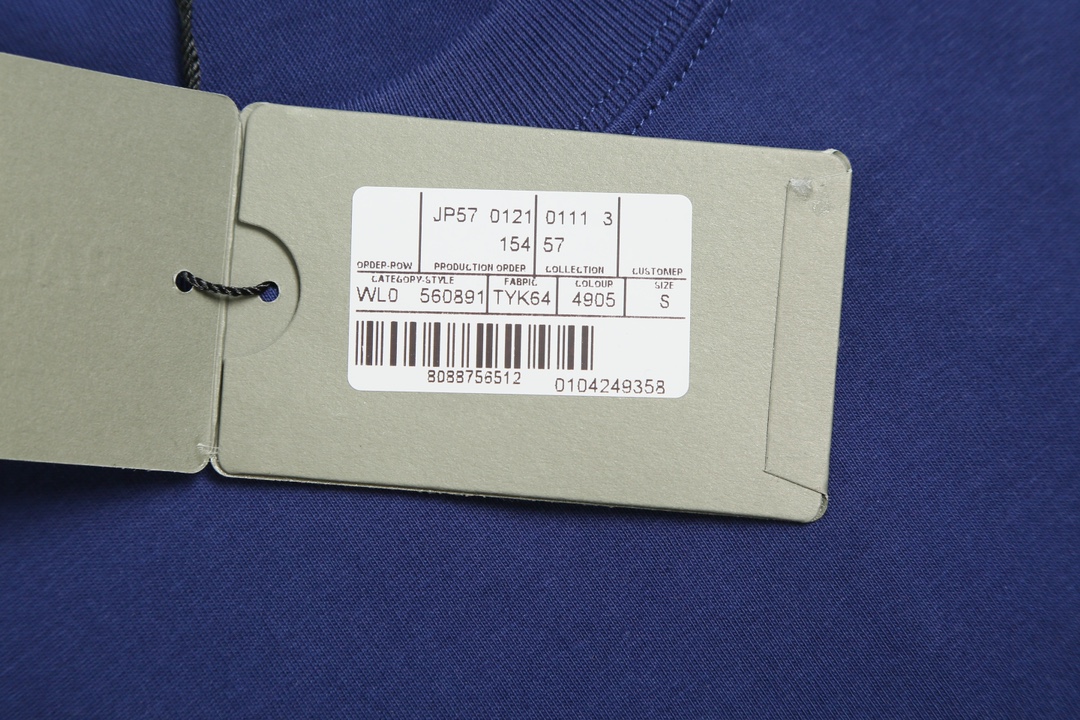 JP57 0121 0111 3
154 57
ORDER-ROW PRODUCTION ORDER COLLECTION CUSTOMER
CATEGORY-STYLE FABRIC COLOUR SIZE
WL0 560891 TYK64 4905 S
8088756512 0104249358